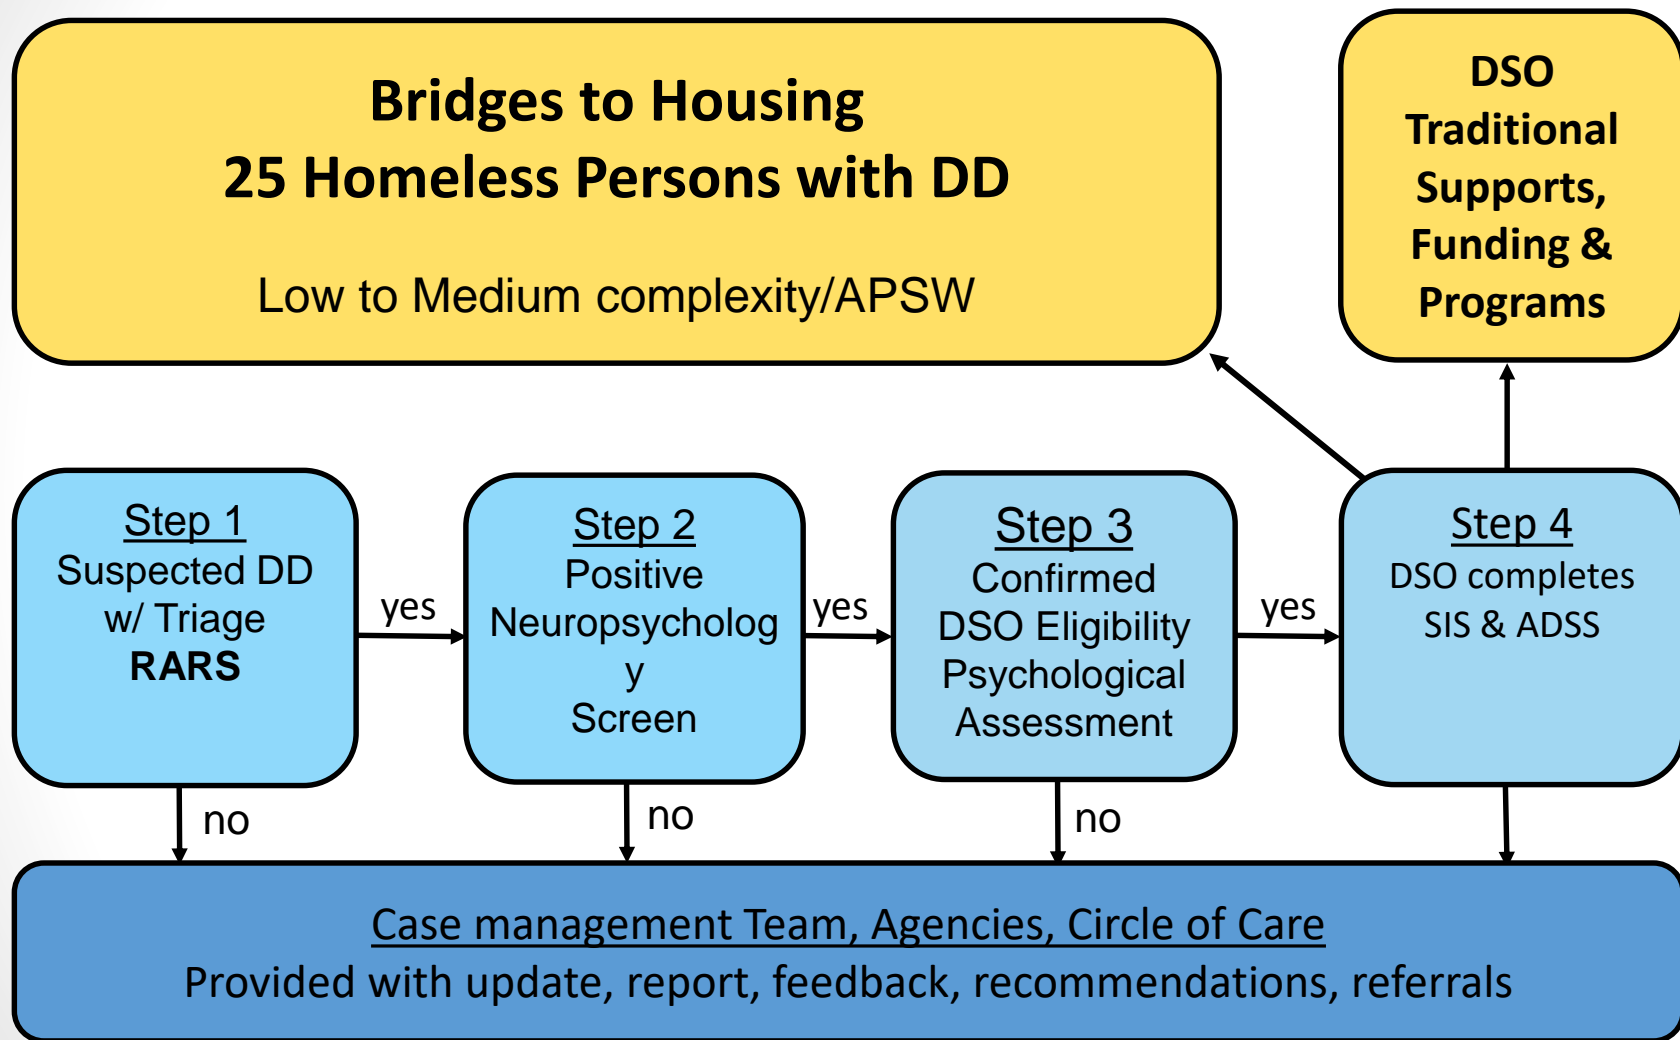 Bridges to Housing
25 Homeless Persons with DD
Low to Medium complexity/APSW
DSO
Traditional
Supports,
Funding &
Programs
Step 1
Suspected DD
w/ Triage
RARS
yes
Step 2
Positive
Neuropsycholog
y
Screen
yes
Step 3
Confirmed
DSO Eligibility
Psychological
Assessment
yes
Step 4
DSO completes
SIS & ADSS
no
no
no
Case management Team, Agencies, Circle of Care
Provided with update, report, feedback, recommendations, referrals